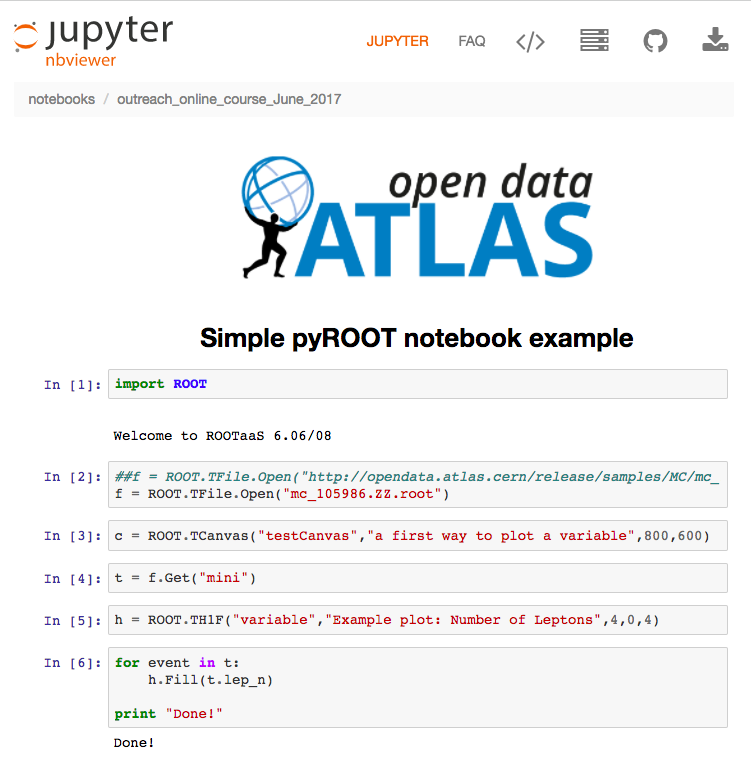 jupyter
nbviewer
JUPYTER FAQ </>
notebooks / outreach_online_course_June_2017
open data
ATLAS
Simple pyROOT notebook example
In [1]: import ROOT
Welcome to ROOTaaS 6.06/08
In [2]: ##f = ROOT.TFile.Open("http://opendata.atlas.cern/release/samples/MC/mc_
f = ROOT.TFile.Open("mc_105986.ZZ.root")
In [3]: c = ROOT.TCanvas("testCanvas","a first way to plot a variable",800,600)
In [4]: t = f.Get("mini")
In [5]: h = ROOT.TH1F("variable","Example plot: Number of Leptons",4,0,4)
In [6]: for event in t:
    h.Fill(t.lep_n)
print "Done!"
Done!